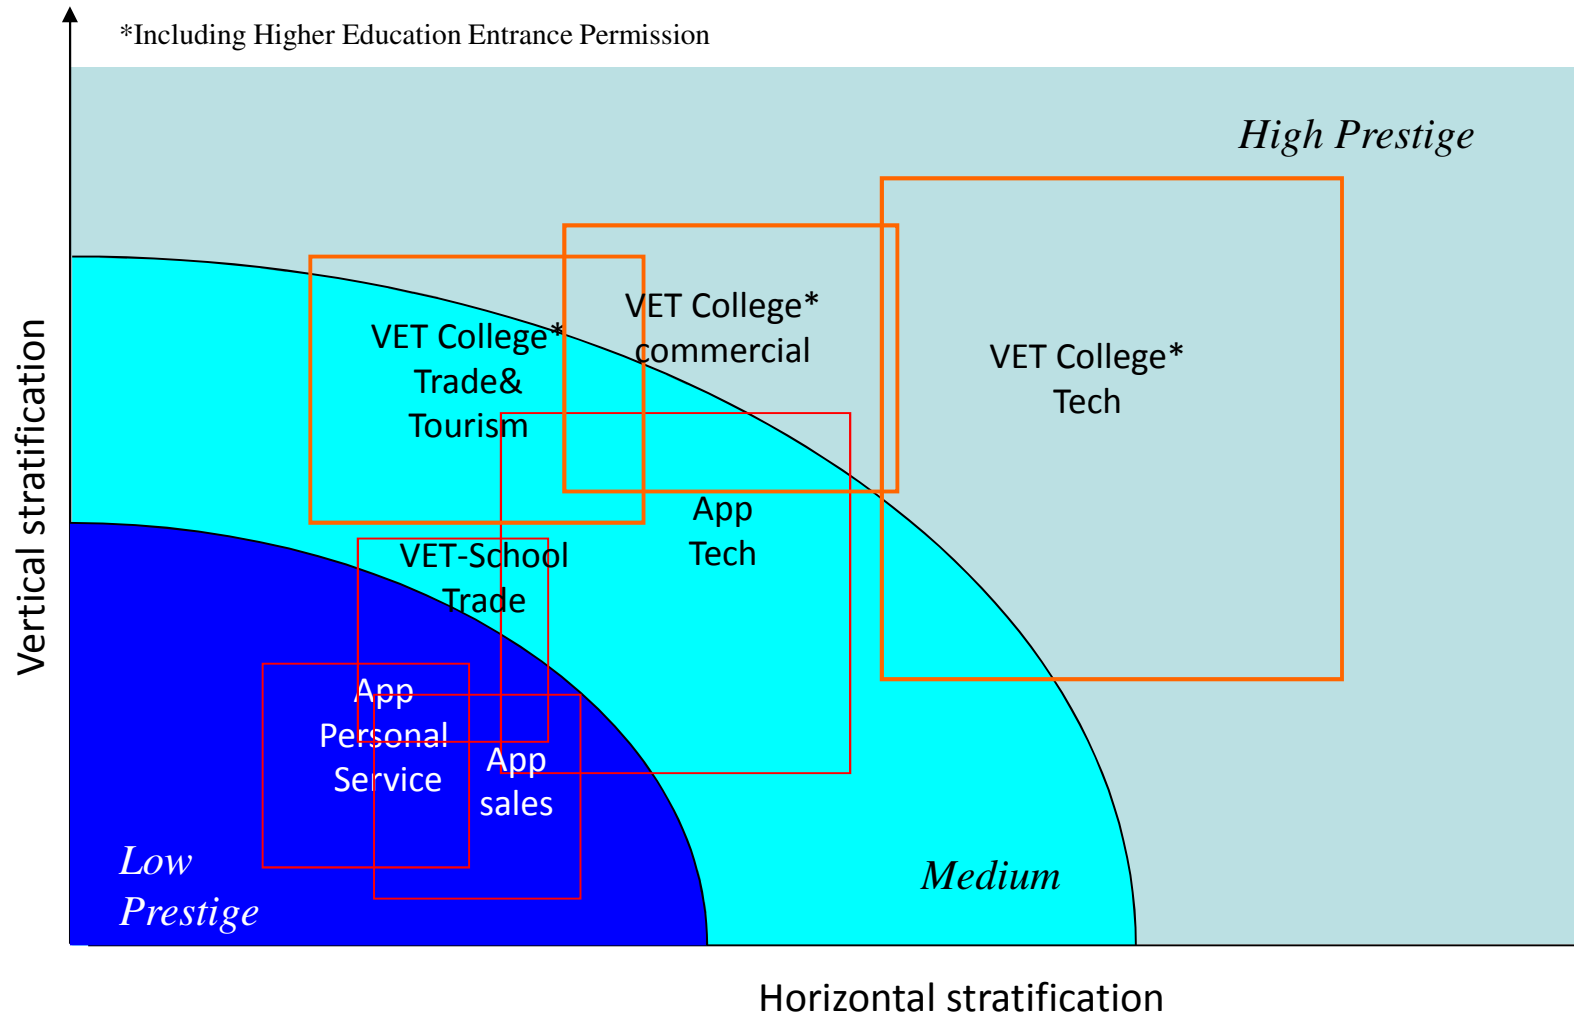 *Including Higher Education Entrance Permission
High Prestige
VET College*
commercial
VET College*
Trade&
Tourism
VET College*
Tech
App
Tech
VET-School
Trade
App
Personal
Service
App
sales
Low
Prestige
Medium
Vertical stratification
Horizontal stratification